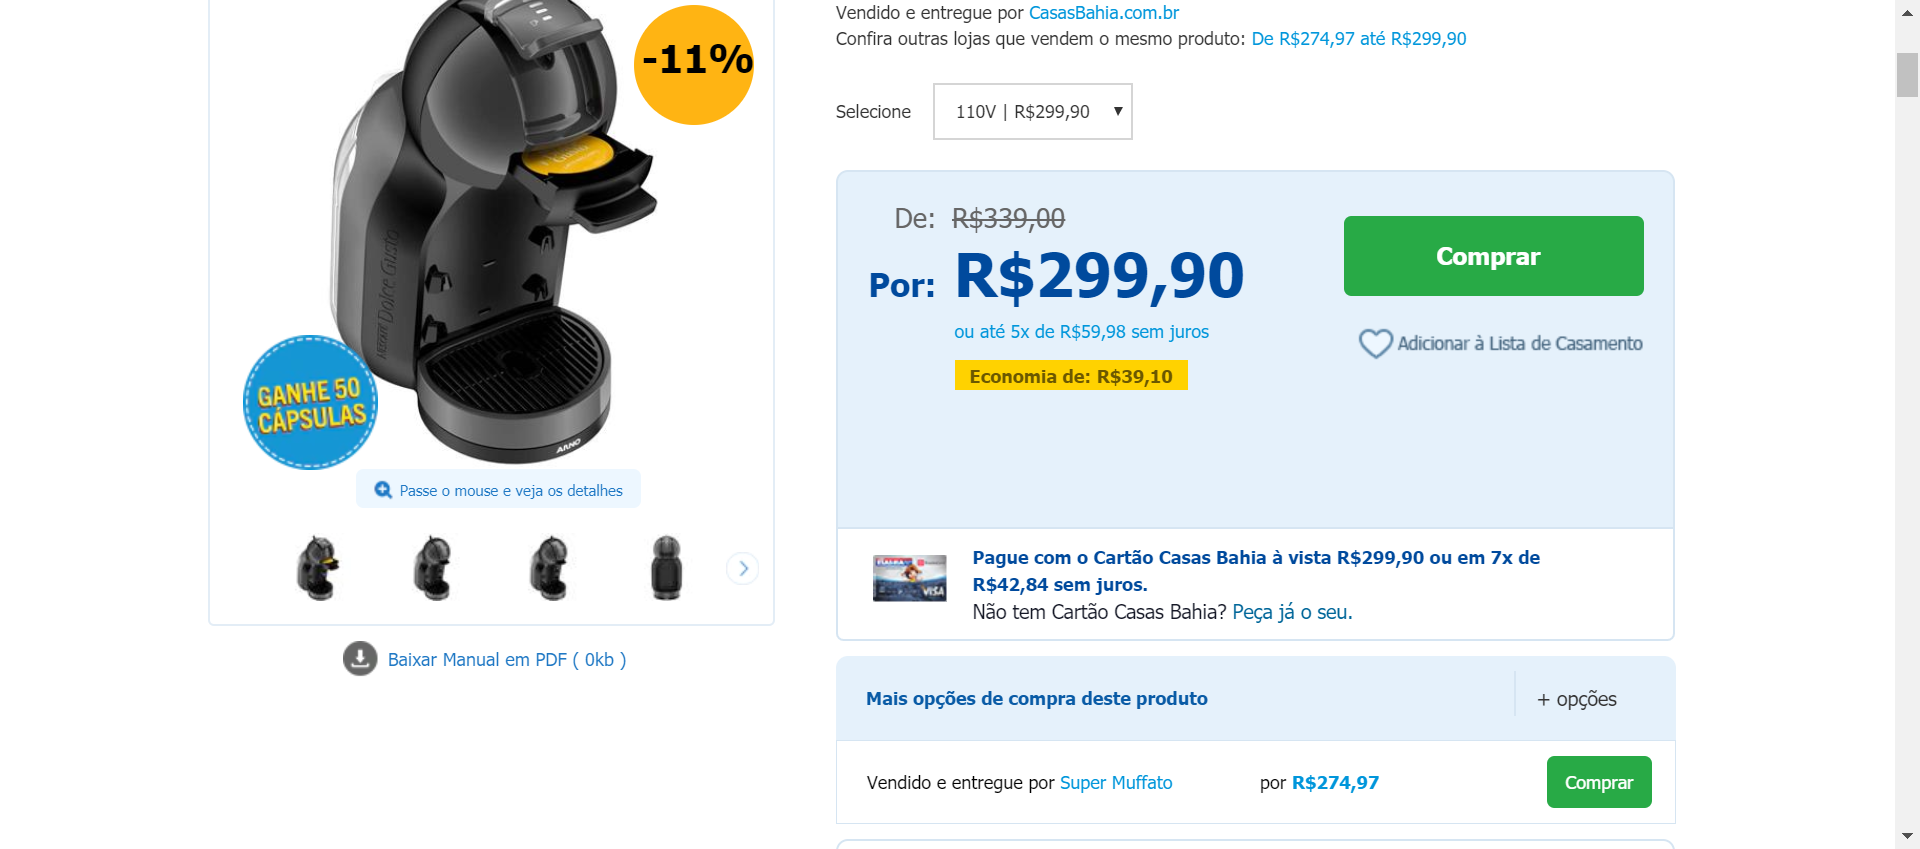 Vendido e entregue por CasasBahia.com.br
Confira outras lojas que vendem o mesmo produto: De R$274,97 até R$299,90
Selecione
110V | R$299,90
-11%
De: R$339,00
Por: R$299,90
ou até 5x de R$59,98 sem juros
Economia de: R$39,10
Comprar
Adicionar à Lista de Casamento
NESCAFÉ Dolce Gusto
ARNO
GANHE 50
CÁPSULAS
Passe o mouse e veja os detalhes
Baixar Manual em PDF ( 0kb )
Pague com o Cartão Casas Bahia à vista R$299,90 ou em 7x de
R$42,84 sem juros.
Não tem Cartão Casas Bahia? Peça já o seu.
VISA
Mais opções de compra deste produto
+ opções
Vendido e entregue por Super Muffato
por R$274,97
Comprar